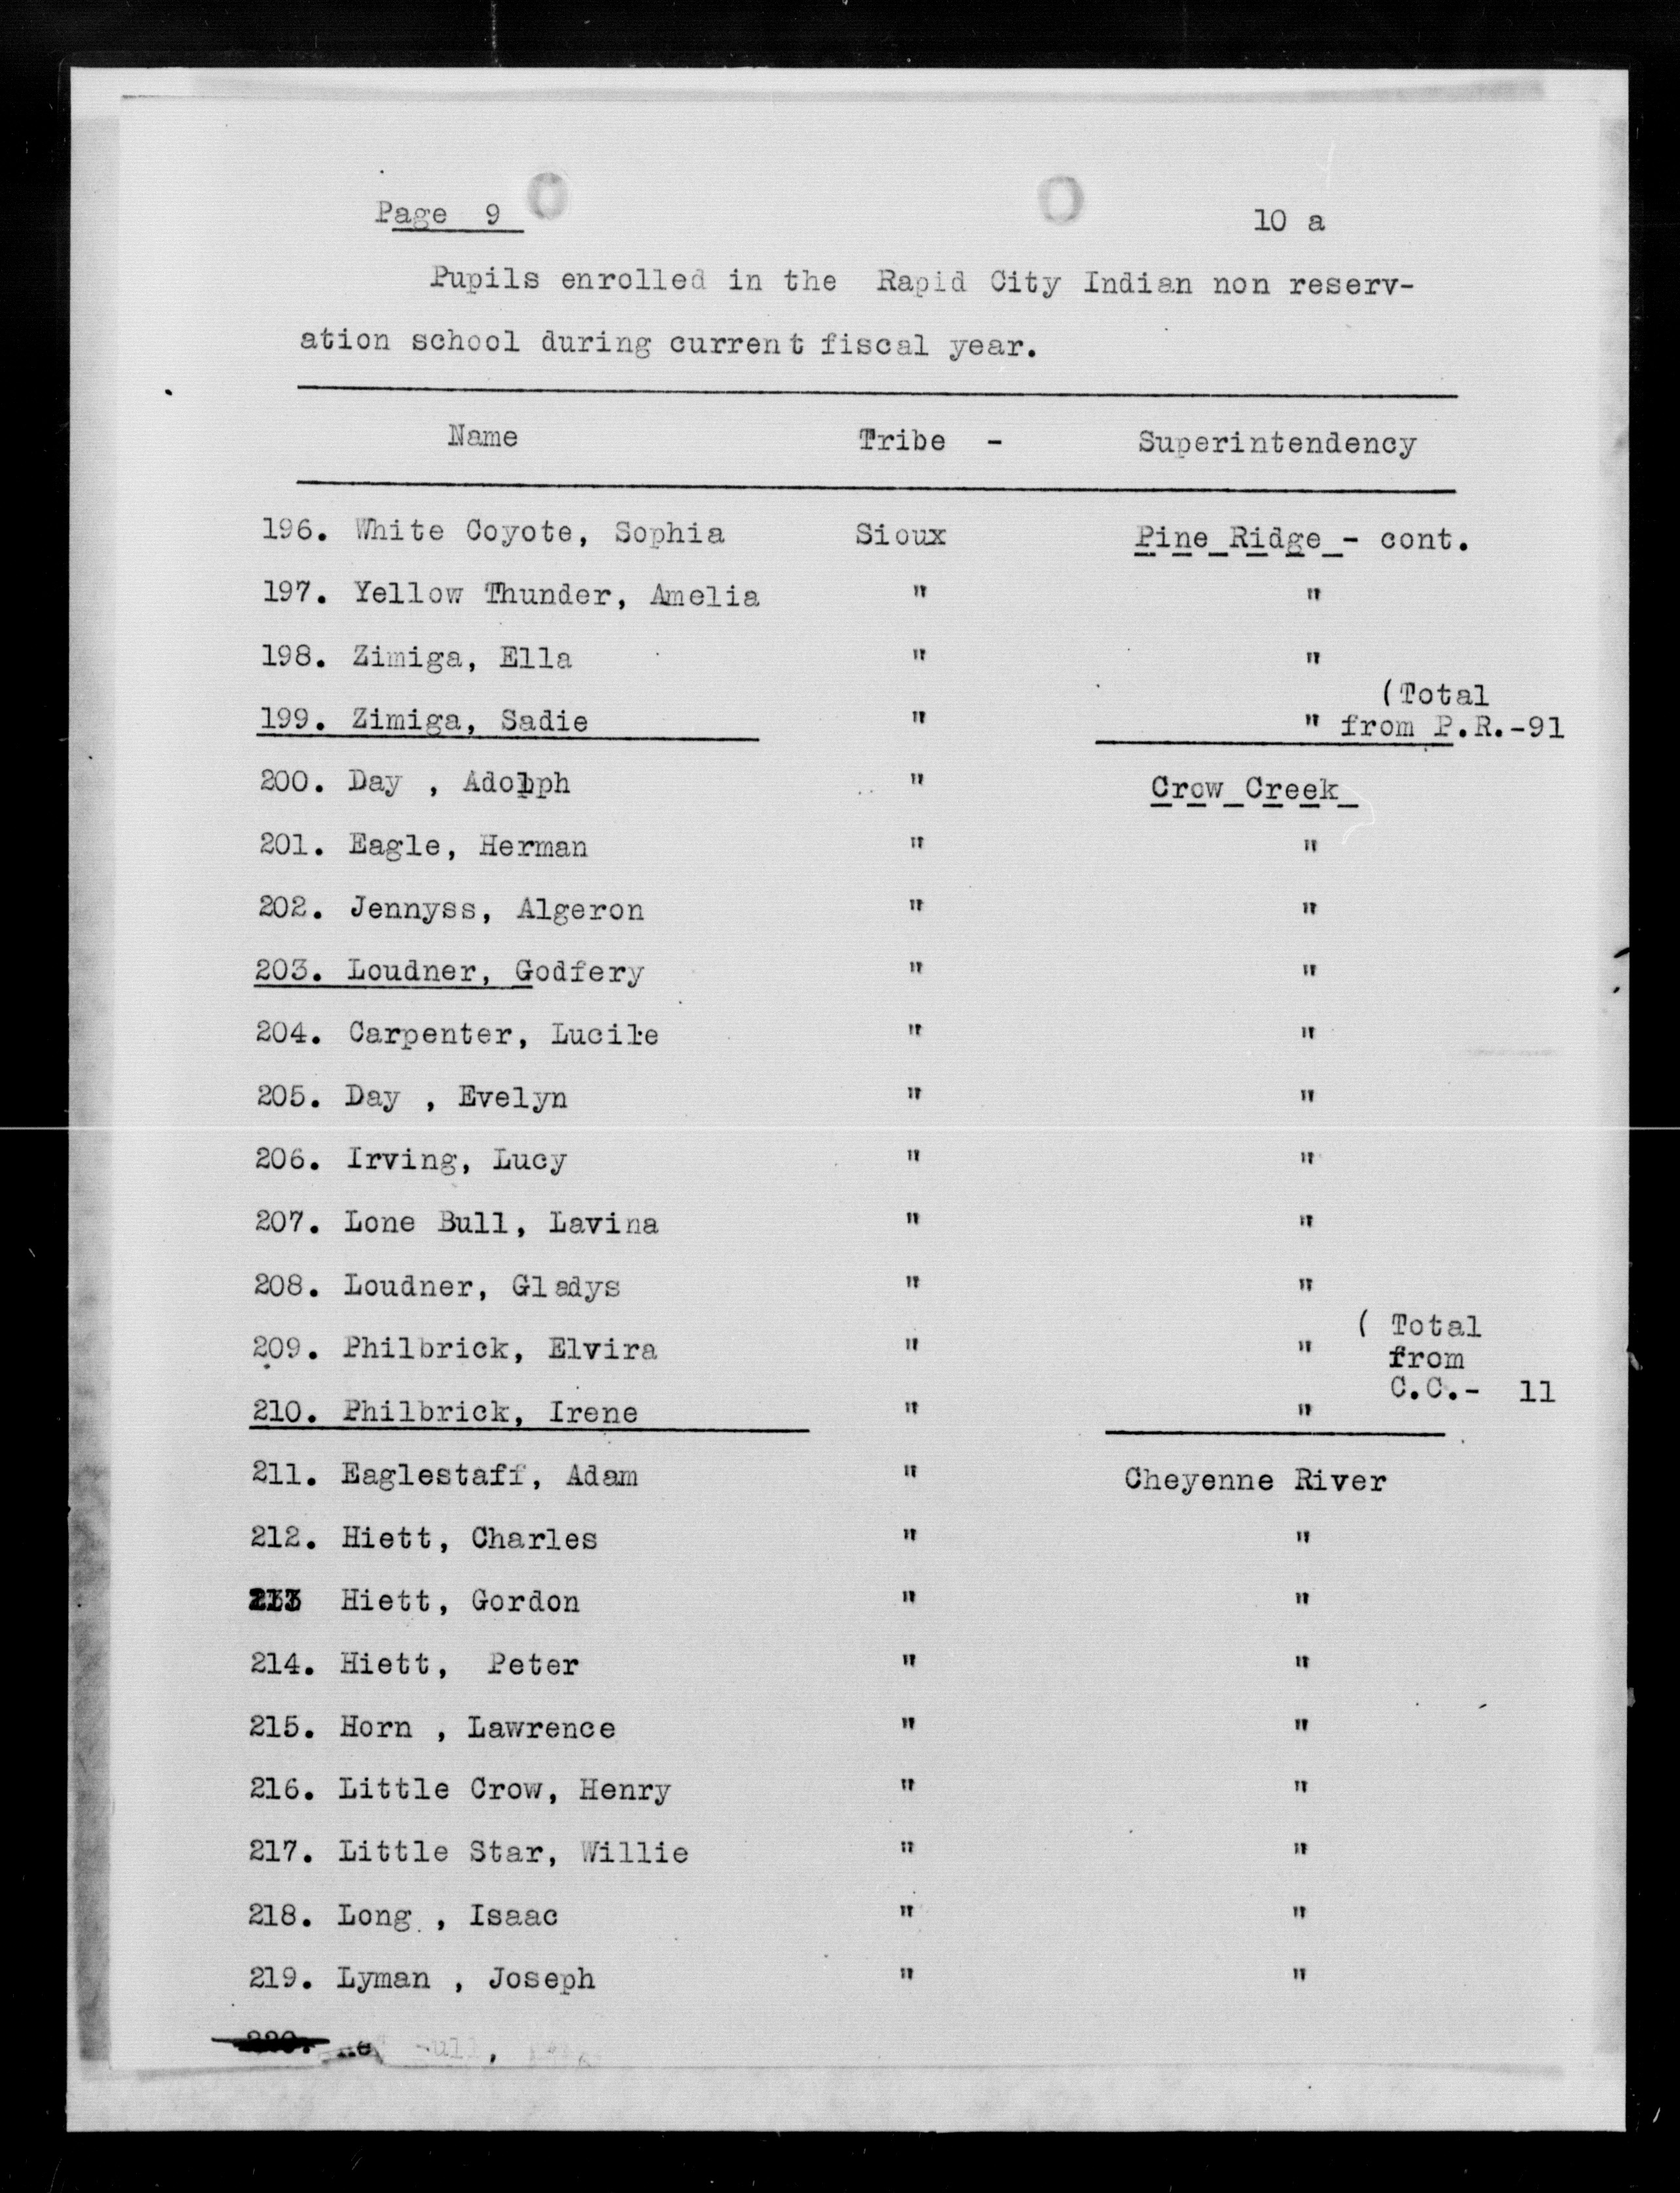 Page 9 10 a
Pupils enrolled in the Rapid City Indian non reserv-
ation school during current fiscal year.
Name Tribe - Superintendency
196. White Coyote, Sophia Sioux Pine Ridge - cont.
197. Yellow Thunder, Amelia " "
198. Zimiga, Ella " "
(Total
199. Zimiga, Sadie " " from P.R.-91
200. Day , Adolph " Crow Creek
201. Eagle, Herman " "
202. Jennyss, Algeron " "
203. Loudner, Godfery " "
204. Carpenter, Lucile " "
205. Day , Evelyn " "
206. Irving, Lucy " "
207. Lone Bull, Lavina " "
208. Loudner, Gladys " "
( Total
209. Philbrick, Elvira " " from
C.C.- 11
210. Philbrick, Irene " "
211. Eaglestaff, Adam " Cheyenne River
212. Hiett, Charles " "
213 Hiett, Gordon " "
214. Hiett, Peter " "
215. Horn , Lawrence " "
216. Little Crow, Henry " "
217. Little Star, Willie " "
218. Long , Isaac " "
219. Lyman , Joseph " "
220.